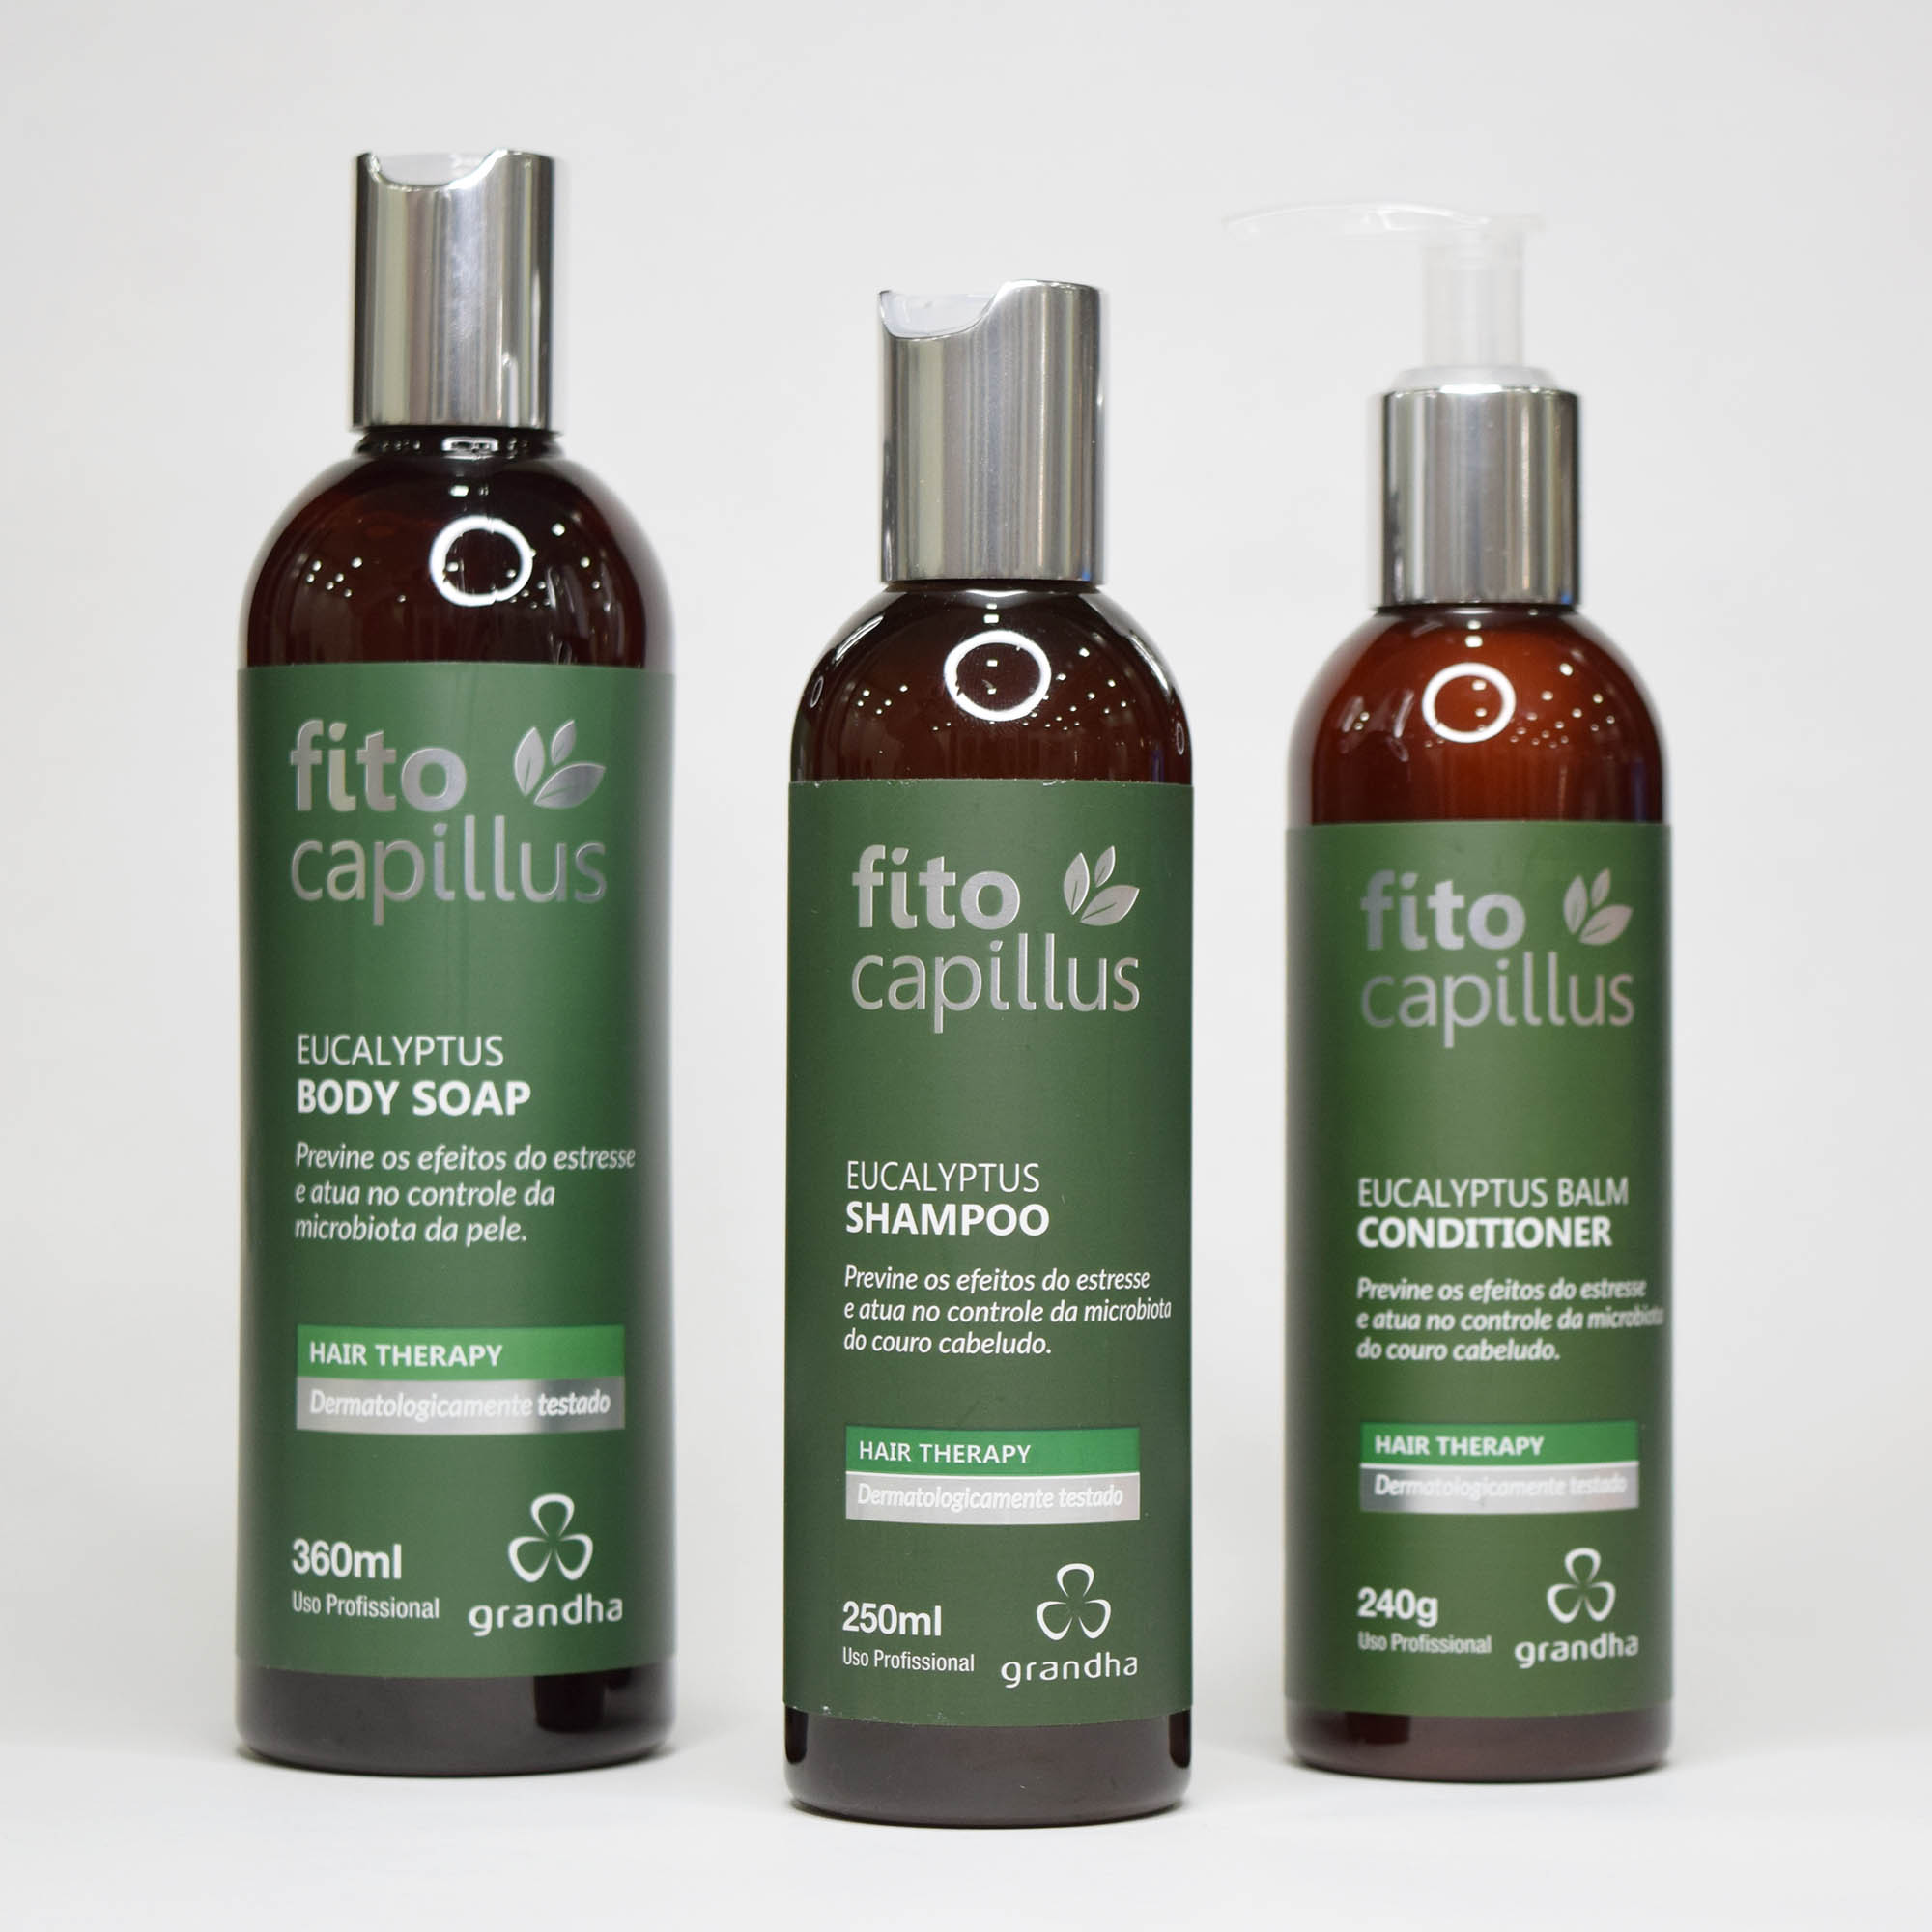 fito
capillus
EUCALYPTUS
BODY SOAP
Previne os efeitos do estresse
e atua no controle da
microbiota da pele.
HAIR THERAPY
Dermatologicamente testado
360ml
Uso Profissional
grandha
fito
capillus
EUCALYPTUS
SHAMPOO
Previne os efeitos do estresse
e atua no controle da microbiota
do couro cabeludo.
HAIR THERAPY
Dermatologicamente testado
250ml
Uso Profissional
grandha
fito
capillus
EUCALYPTUS BALM
CONDITIONER
Previne os efeitos do estresse
e atua no controle da microbiota
do couro cabeludo.
HAIR THERAPY
Dermatologicamente testado
240g
Uso Profissional
grandha